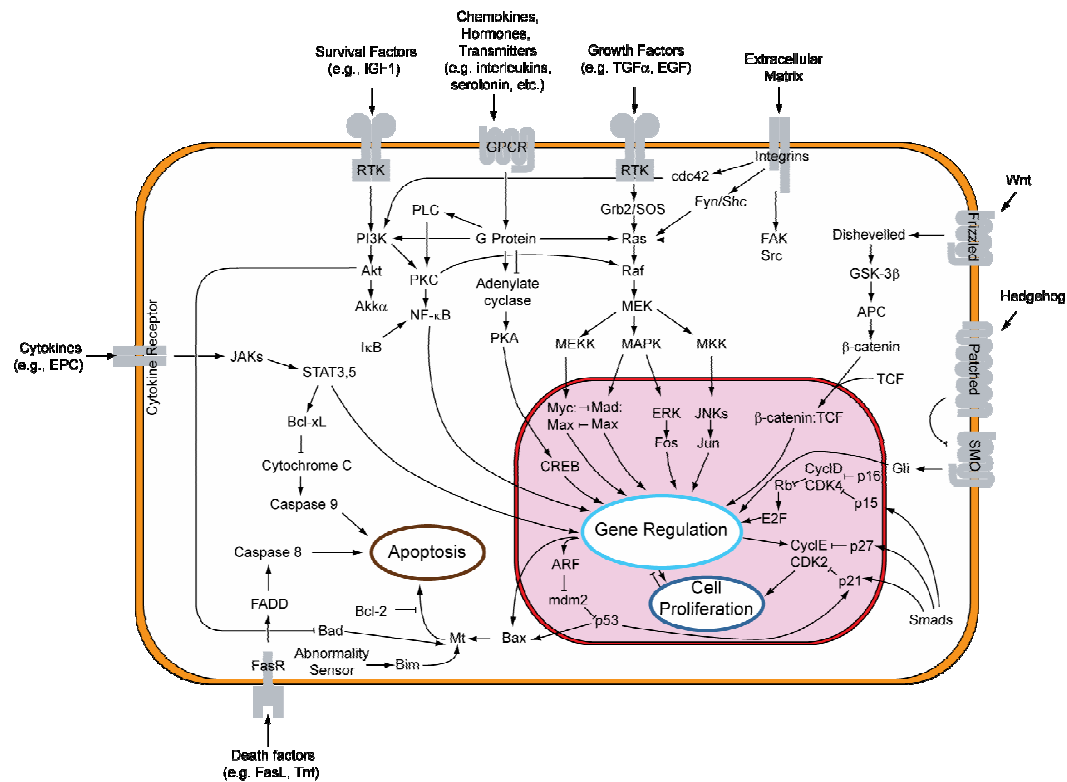 Chemokines,
Hormones,
Transmitters
(e.g. interleukins,
serotonin, etc.)
Survival Factors
(e.g., IGF1)
Growth Factors
(e.g. TGFα, EGF)
Extracellular
Matrix
GPCR
Integrins
RTK
RTK
cdc42
Wnt
Fyn/Shc
PLC
Grb2/SOS
Frizzled
PI3K
G Protein
Ras
FAK
Src
Dishevelled
Akt
PKC
Adenylate
cyclase
Raf
GSK-3β
Akkα
NF-κB
MEK
APC
Hedgehog
IκB
PKA
MEKK
MAPK
MKK
β-catenin
Cytokines
(e.g., EPC)
Cytokine Receptor
JAKs
STAT3,5
TCF
Patched
Myc: Mad:
Max Max
ERK
JNKs
β-catenin:TCF
Bcl-xL
Fos
Jun
SMO
Cytochrome C
CREB
Gli
CyclD
CDK4
p16
Rb
p15
Caspase 9
E2F
Gene Regulation
Caspase 8
Apoptosis
ARF
CyclE
CDK2
p27
p21
FADD
Bcl-2
mdm2
Cell
Proliferation
p53
Smads
Bad
Mt
Bax
FasR
Abnormality
Sensor
Bim
Death factors
(e.g. FasL, Tnf)